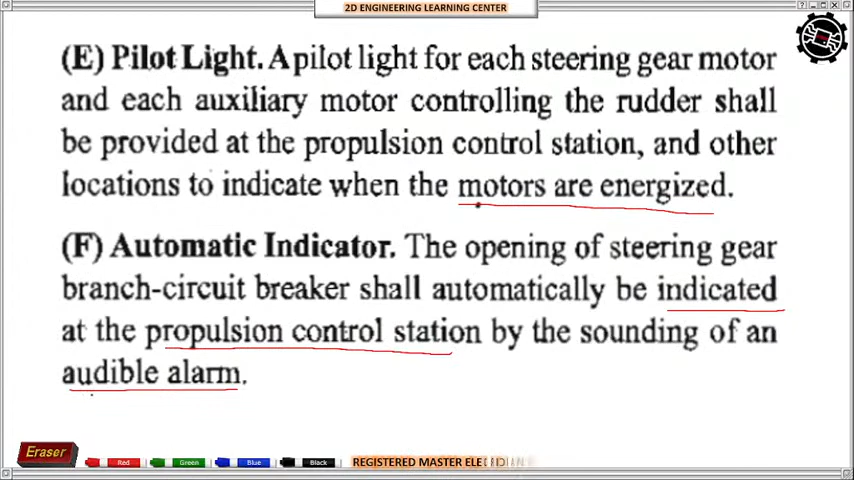 2D ENGINEERING LEARNING CENTER
(E) Pilot Light. A pilot light for each steering gear motor
and each auxiliary motor controlling the rudder shall
be provided at the propulsion control station, and other
locations to indicate when the motors are energized.
(F) Automatic Indicator. The opening of steering gear
branch-circuit breaker shall automatically be indicated
at the propulsion control station by the sounding of an
audible alarm.
Eraser
Red Green Blue Black
REGISTERED MASTER